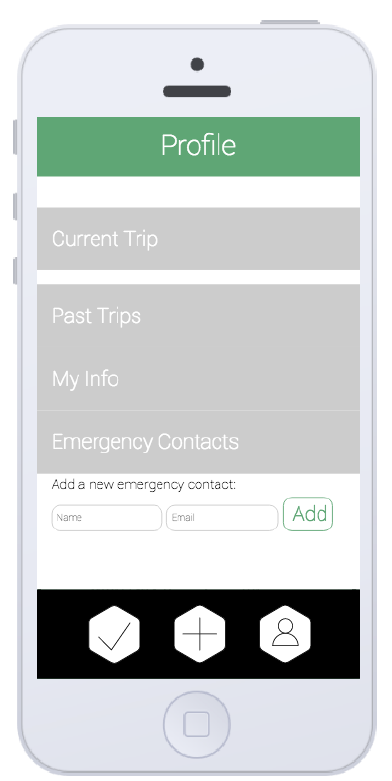 Profile
Current Trip
Past Trips
My Info
Emergency Contacts
Add a new emergency contact:
Name Email Add